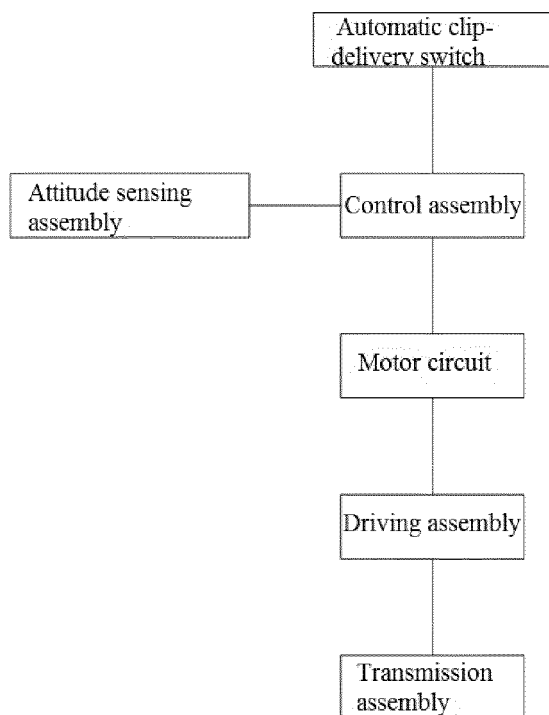 Automatic clip-
delivery switch
Attitude sensing
assembly
Control assembly
Motor circuit
Driving assembly
Transmission
assembly